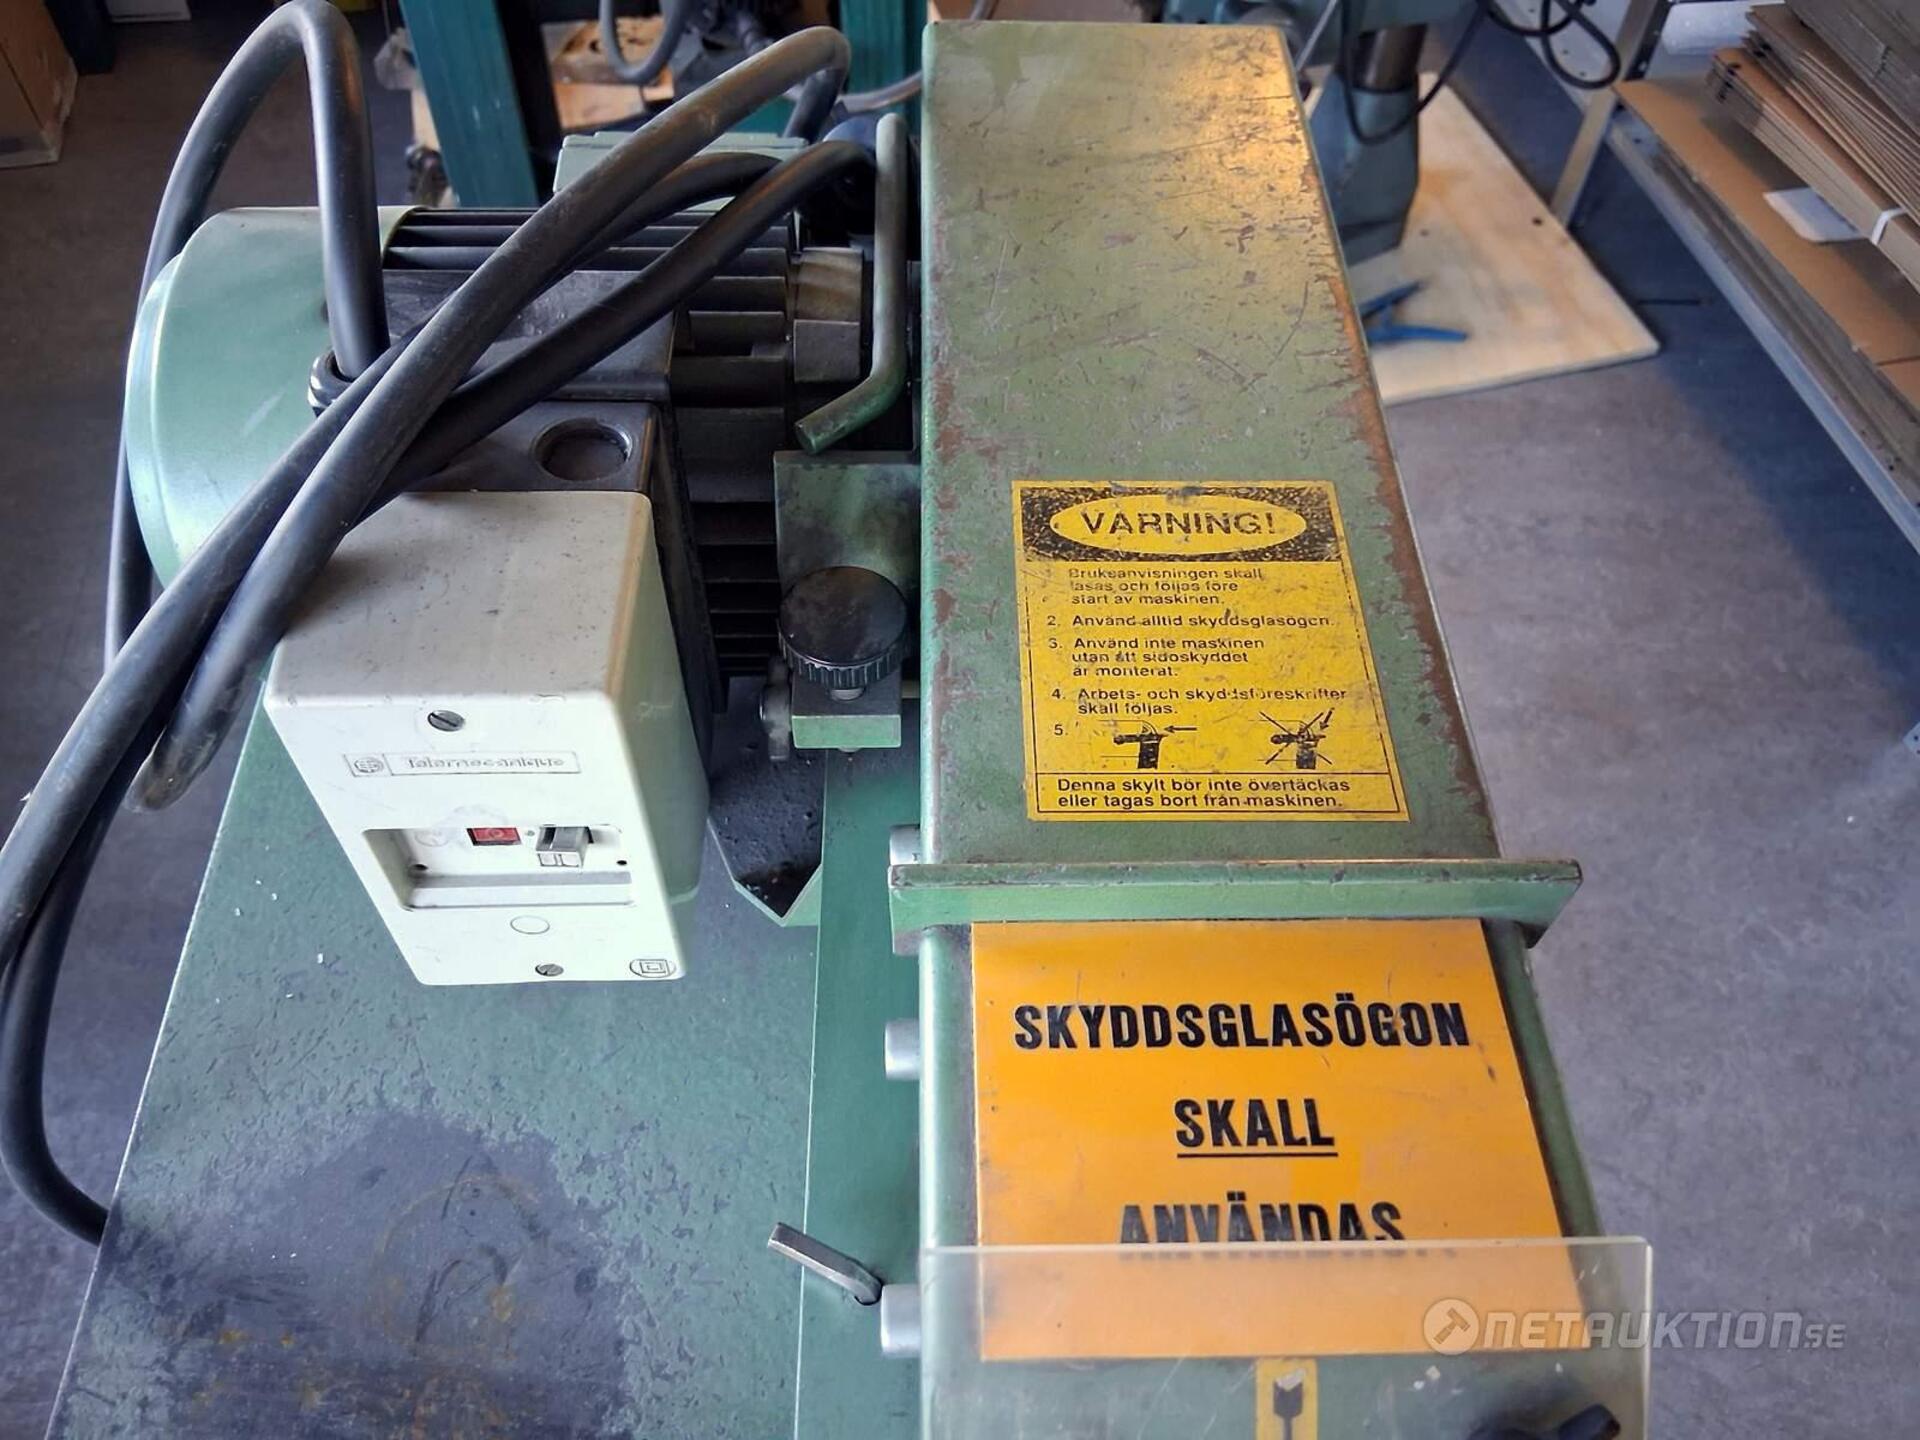 VARNING!
1. Bruksanvisningen skall
läsas och följas före
start av maskinen.
2. Använd alltid skyddsglasögon.
3. Använd inte maskinen
utan att sidoskyddet
är monterat.
4. Arbets- och skyddsföreskrifter
skall följas.
5.
Denna skylt bör inte övertäckas
eller tagas bort från maskinen.
Telemecanique
SKYDDSGLASÖGON
SKALL
ANVÄNDAS
NETAUKTION.SE